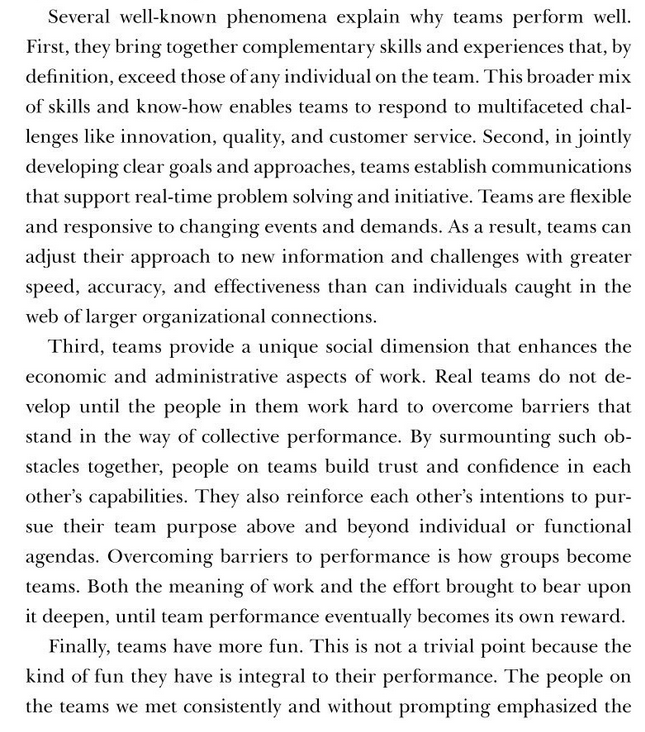 Several well-known phenomena explain why teams perform well.
First, they bring together complementary skills and experiences that, by
definition, exceed those of any individual on the team. This broader mix
of skills and know-how enables teams to respond to multifaceted chal-
lenges like innovation, quality, and customer service. Second, in jointly
developing clear goals and approaches, teams establish communications
that support real-time problem solving and initiative. Teams are flexible
and responsive to changing events and demands. As a result, teams can
adjust their approach to new information and challenges with greater
speed, accuracy, and effectiveness than can individuals caught in the
web of larger organizational connections.
Third, teams provide a unique social dimension that enhances the
economic and administrative aspects of work. Real teams do not de-
velop until the people in them work hard to overcome barriers that
stand in the way of collective performance. By surmounting such ob-
stacles together, people on teams build trust and confidence in each
other’s capabilities. They also reinforce each other’s intentions to pur-
sue their team purpose above and beyond individual or functional
agendas. Overcoming barriers to performance is how groups become
teams. Both the meaning of work and the effort brought to bear upon
it deepen, until team performance eventually becomes its own reward.
Finally, teams have more fun. This is not a trivial point because the
kind of fun they have is integral to their performance. The people on
the teams we met consistently and without prompting emphasized the